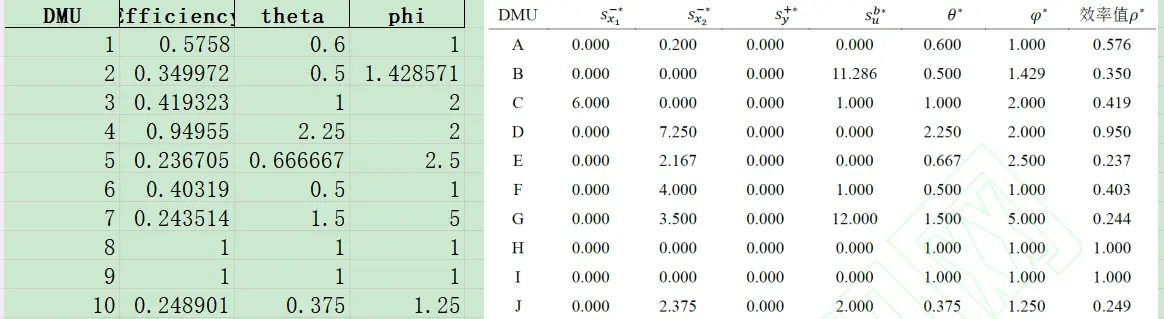 DMU Efficiency theta phi
1 0.5758 0.6 1
2 0.349972 0.5 1.428571
3 0.419323 1 2
4 0.94955 2.25 2
5 0.236705 0.666667 2.5
6 0.40319 0.5 1
7 0.243514 1.5 5
8 1 1 1
9 1 1 1
10 0.248901 0.375 1.25
DMU s_{x_1}^{-*} s_{x_2}^{-*} s_y^{+*} s_u^{b*} θ* φ* 效率值ρ*
A 0.000 0.200 0.000 0.000 0.600 1.000 0.576
B 0.000 0.000 0.000 11.286 0.500 1.429 0.350
C 6.000 0.000 0.000 1.000 1.000 2.000 0.419
D 0.000 7.250 0.000 0.000 2.250 2.000 0.950
E 0.000 2.167 0.000 0.000 0.667 2.500 0.237
F 0.000 4.000 0.000 1.000 0.500 1.000 0.403
G 0.000 3.500 0.000 12.000 1.500 5.000 0.244
H 0.000 0.000 0.000 0.000 1.000 1.000 1.000
I 0.000 0.000 0.000 0.000 1.000 1.000 1.000
J 0.000 2.375 0.000 2.000 0.375 1.250 0.249